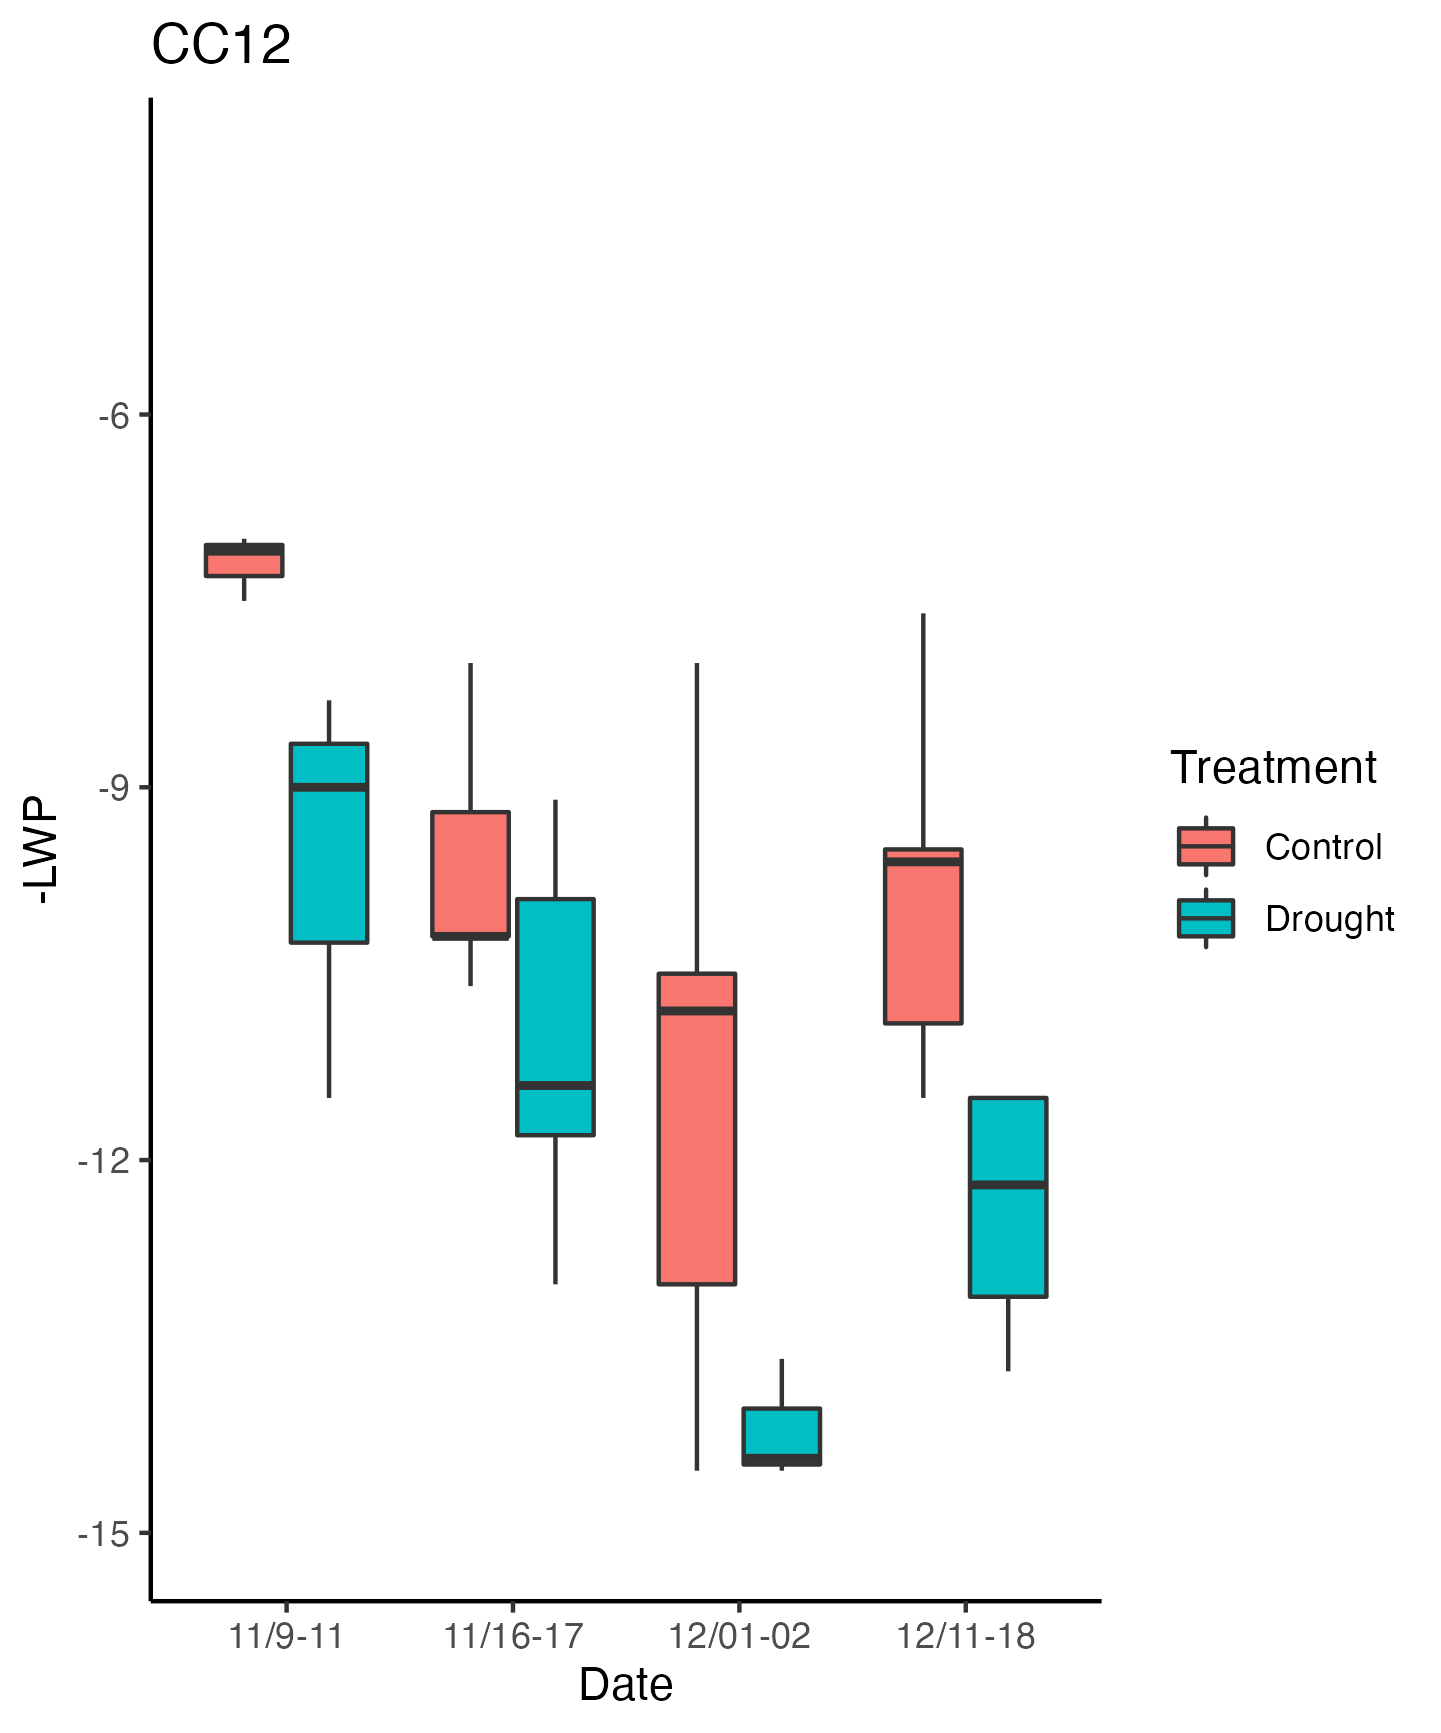 CC12
-6
-9
-12
-15
-LWP
11/9-11 11/16-17 12/01-02 12/11-18
Date
Treatment
Control
Drought